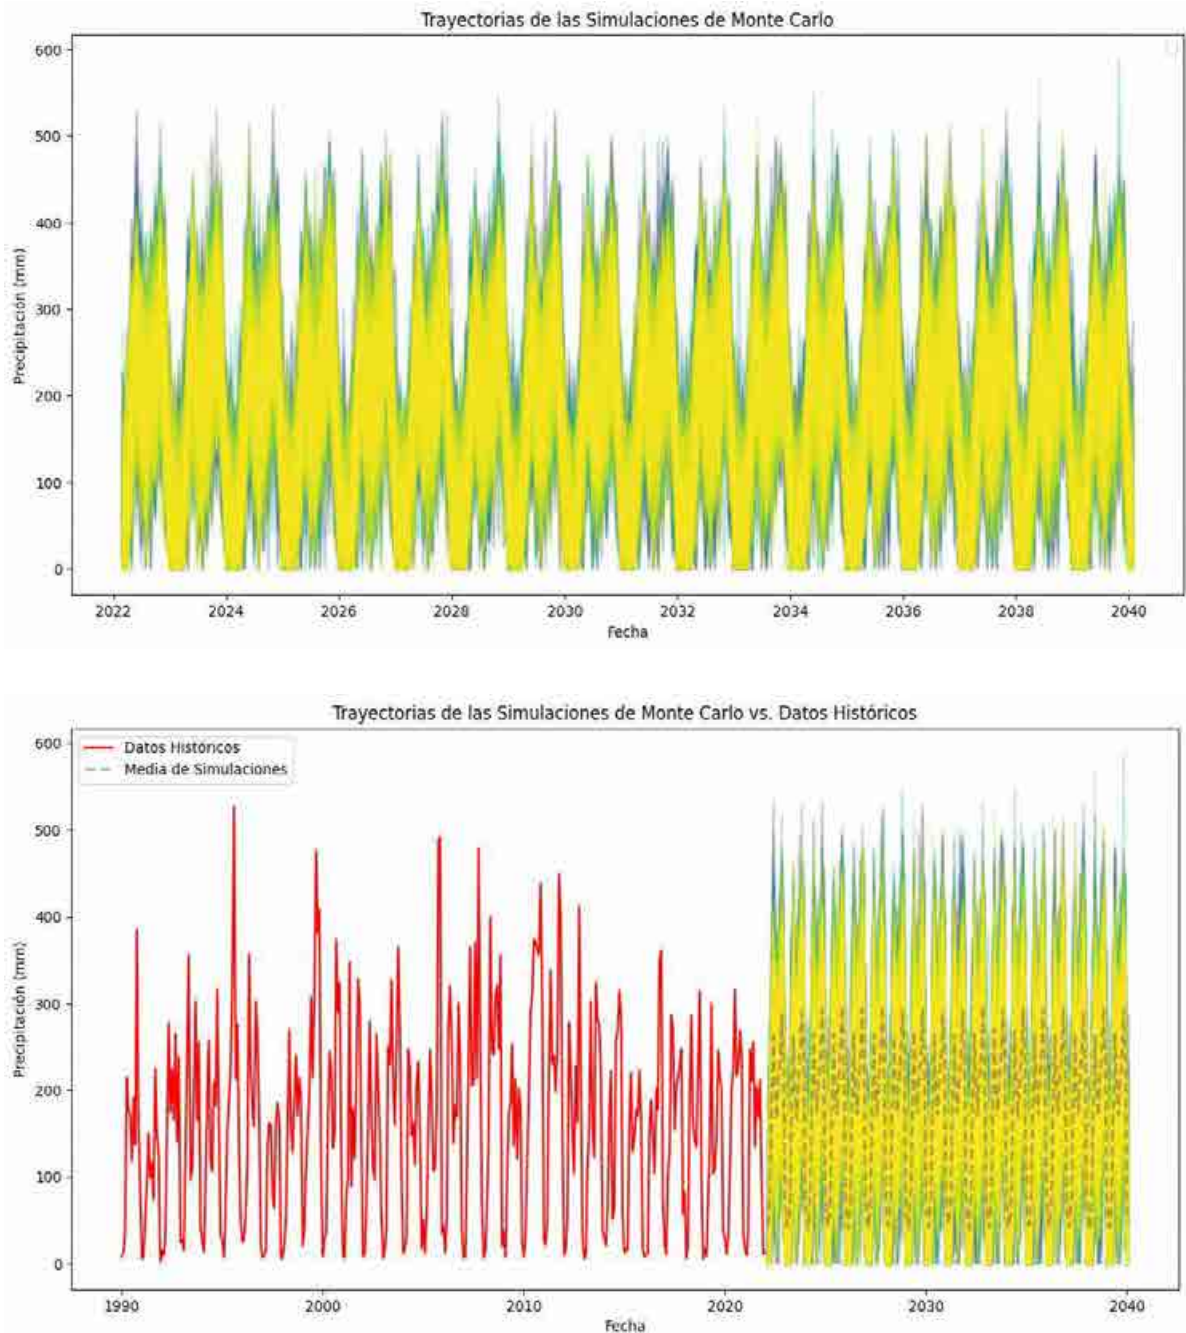 Trayectorias de las Simulaciones de Monte Carlo
600
500
400
300
200
100
0
Precipitación (mm)
2022 2024 2026 2028 2030 2032 2034 2036 2038 2040
Fecha
Trayectorias de las Simulaciones de Monte Carlo vs. Datos Históricos
Datos Históricos
Media de Simulaciones
600
500
400
300
200
100
0
Precipitación (mm)
1990 2000 2010 2020 2030 2040
Fecha